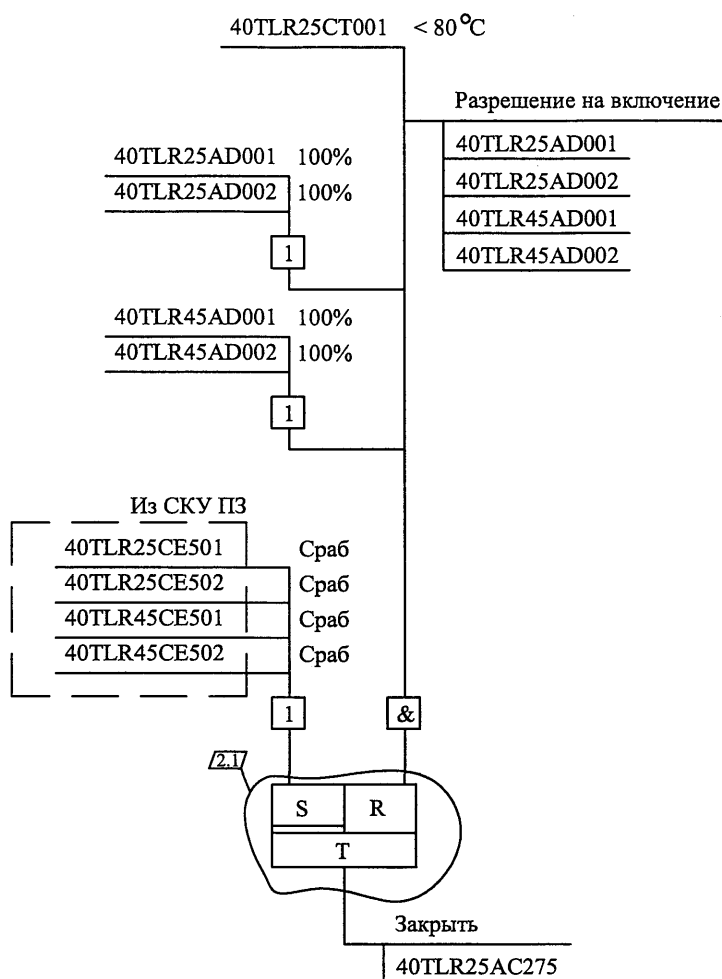 40TLR25CT001 < 80°C
Разрешение на включение
40TLR25AD001
40TLR25AD002
40TLR45AD001
40TLR45AD002
40TLR25AD001 100%
40TLR25AD002 100%
1
40TLR45AD001 100%
40TLR45AD002 100%
1
Из СКУ ПЗ
40TLR25CE501 Сраб
40TLR25CE502 Сраб
40TLR45CE501 Сраб
40TLR45CE502 Сраб
1 &
2.1
S R
T
Закрыть
40TLR25AC275